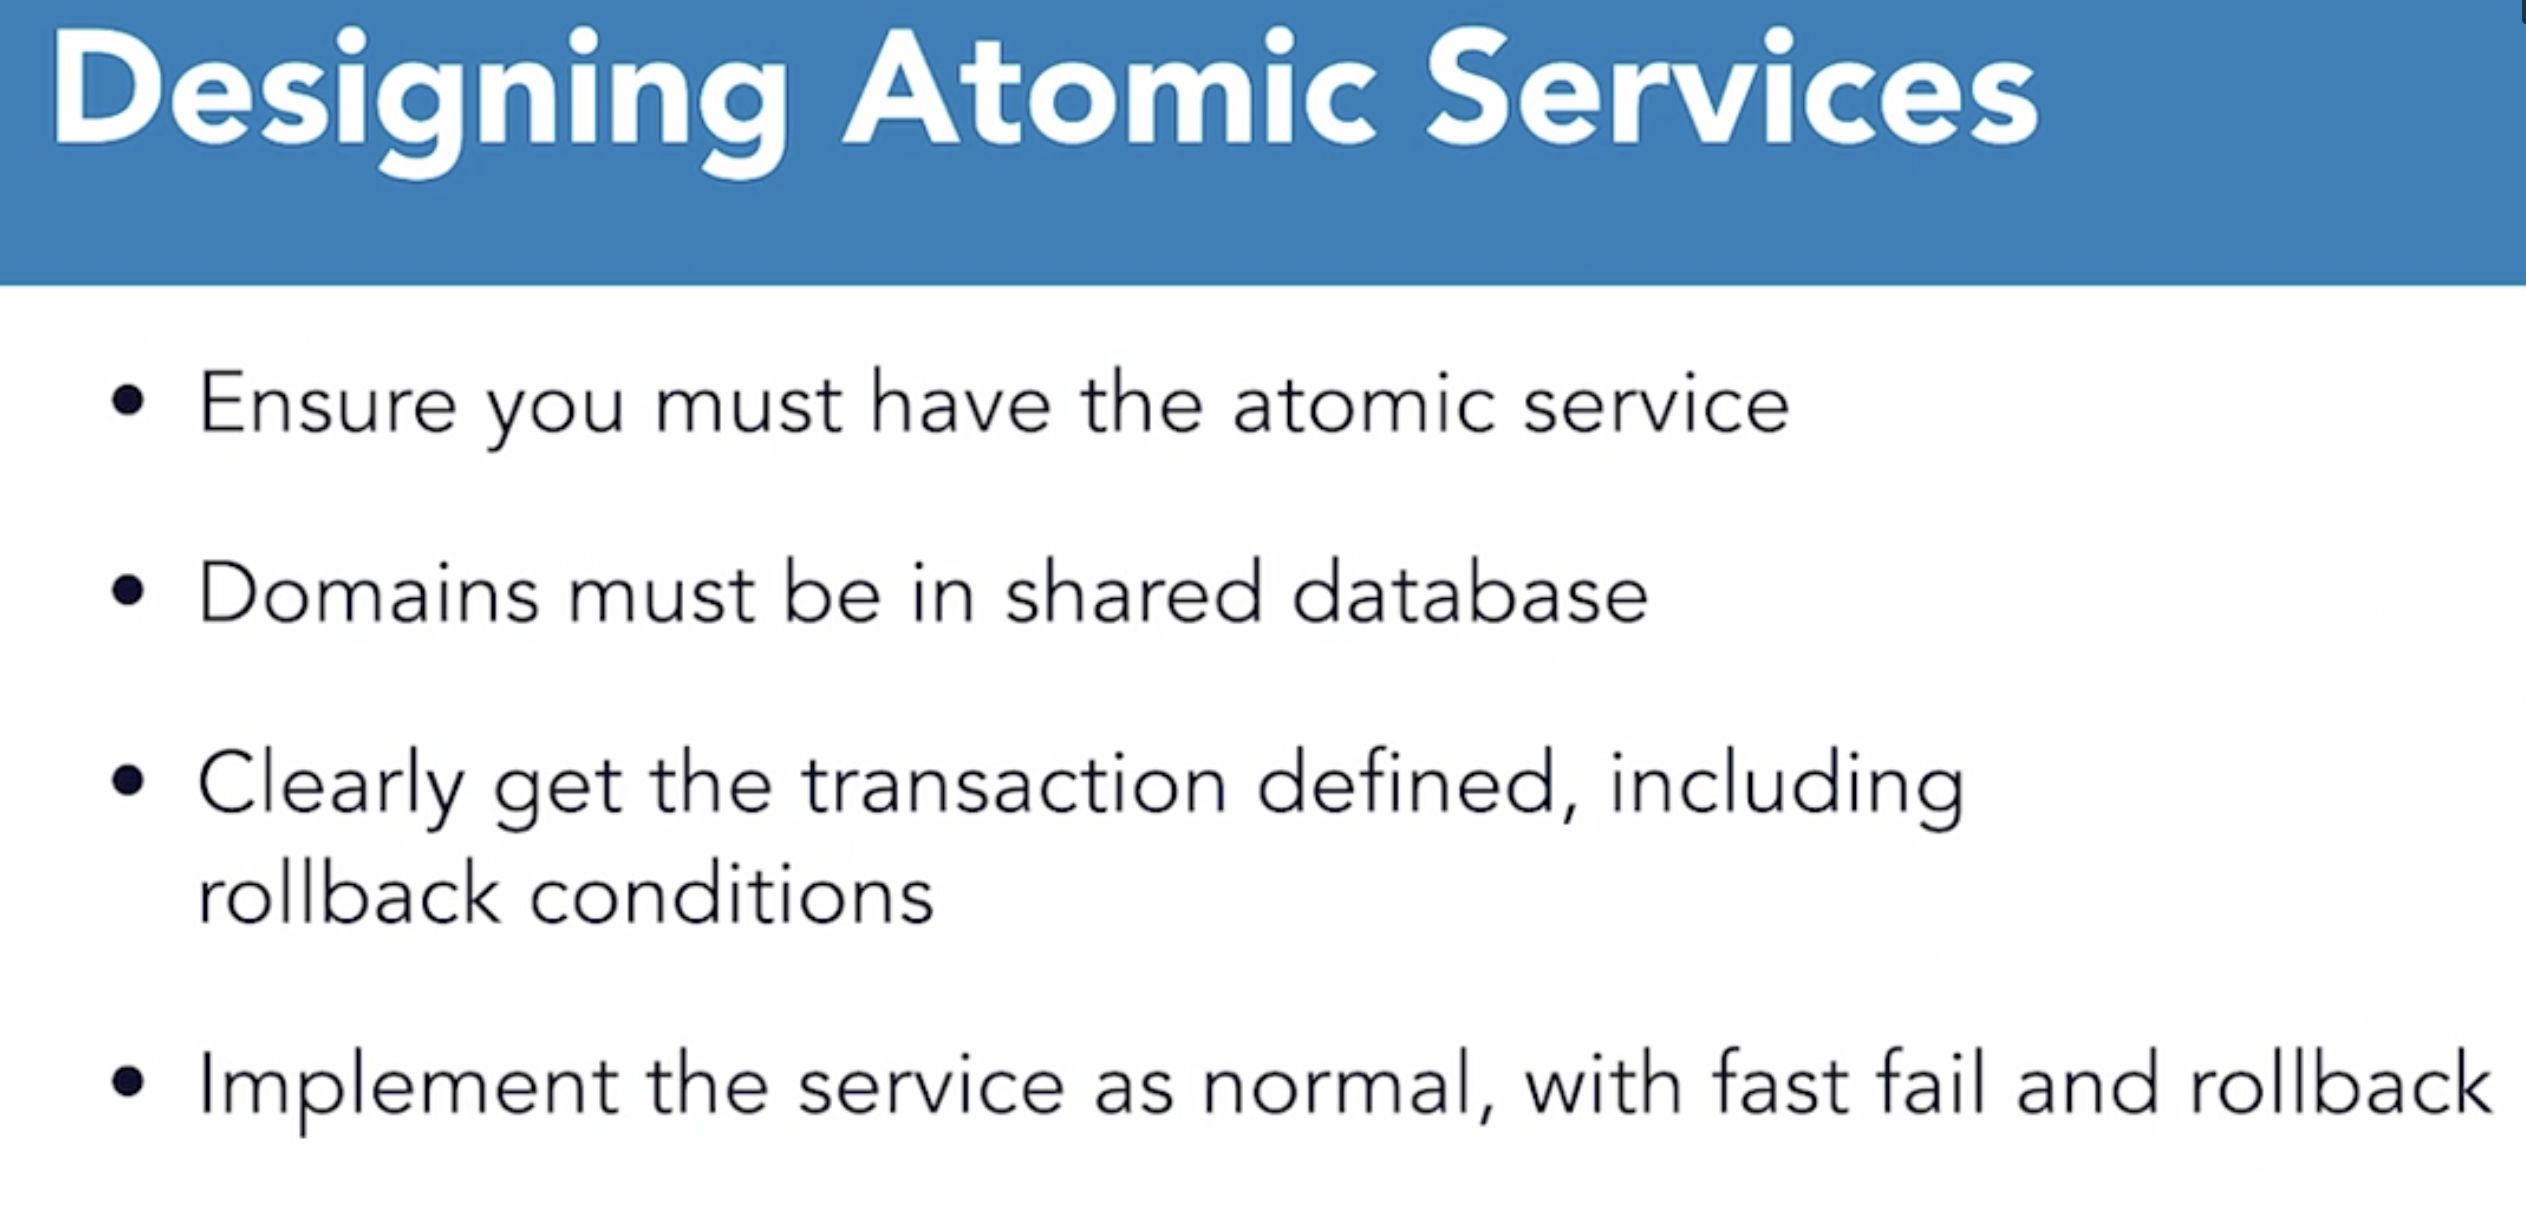 Designing Atomic Services
• Ensure you must have the atomic service
• Domains must be in shared database
• Clearly get the transaction defined, including
rollback conditions
• Implement the service as normal, with fast fail and rollback